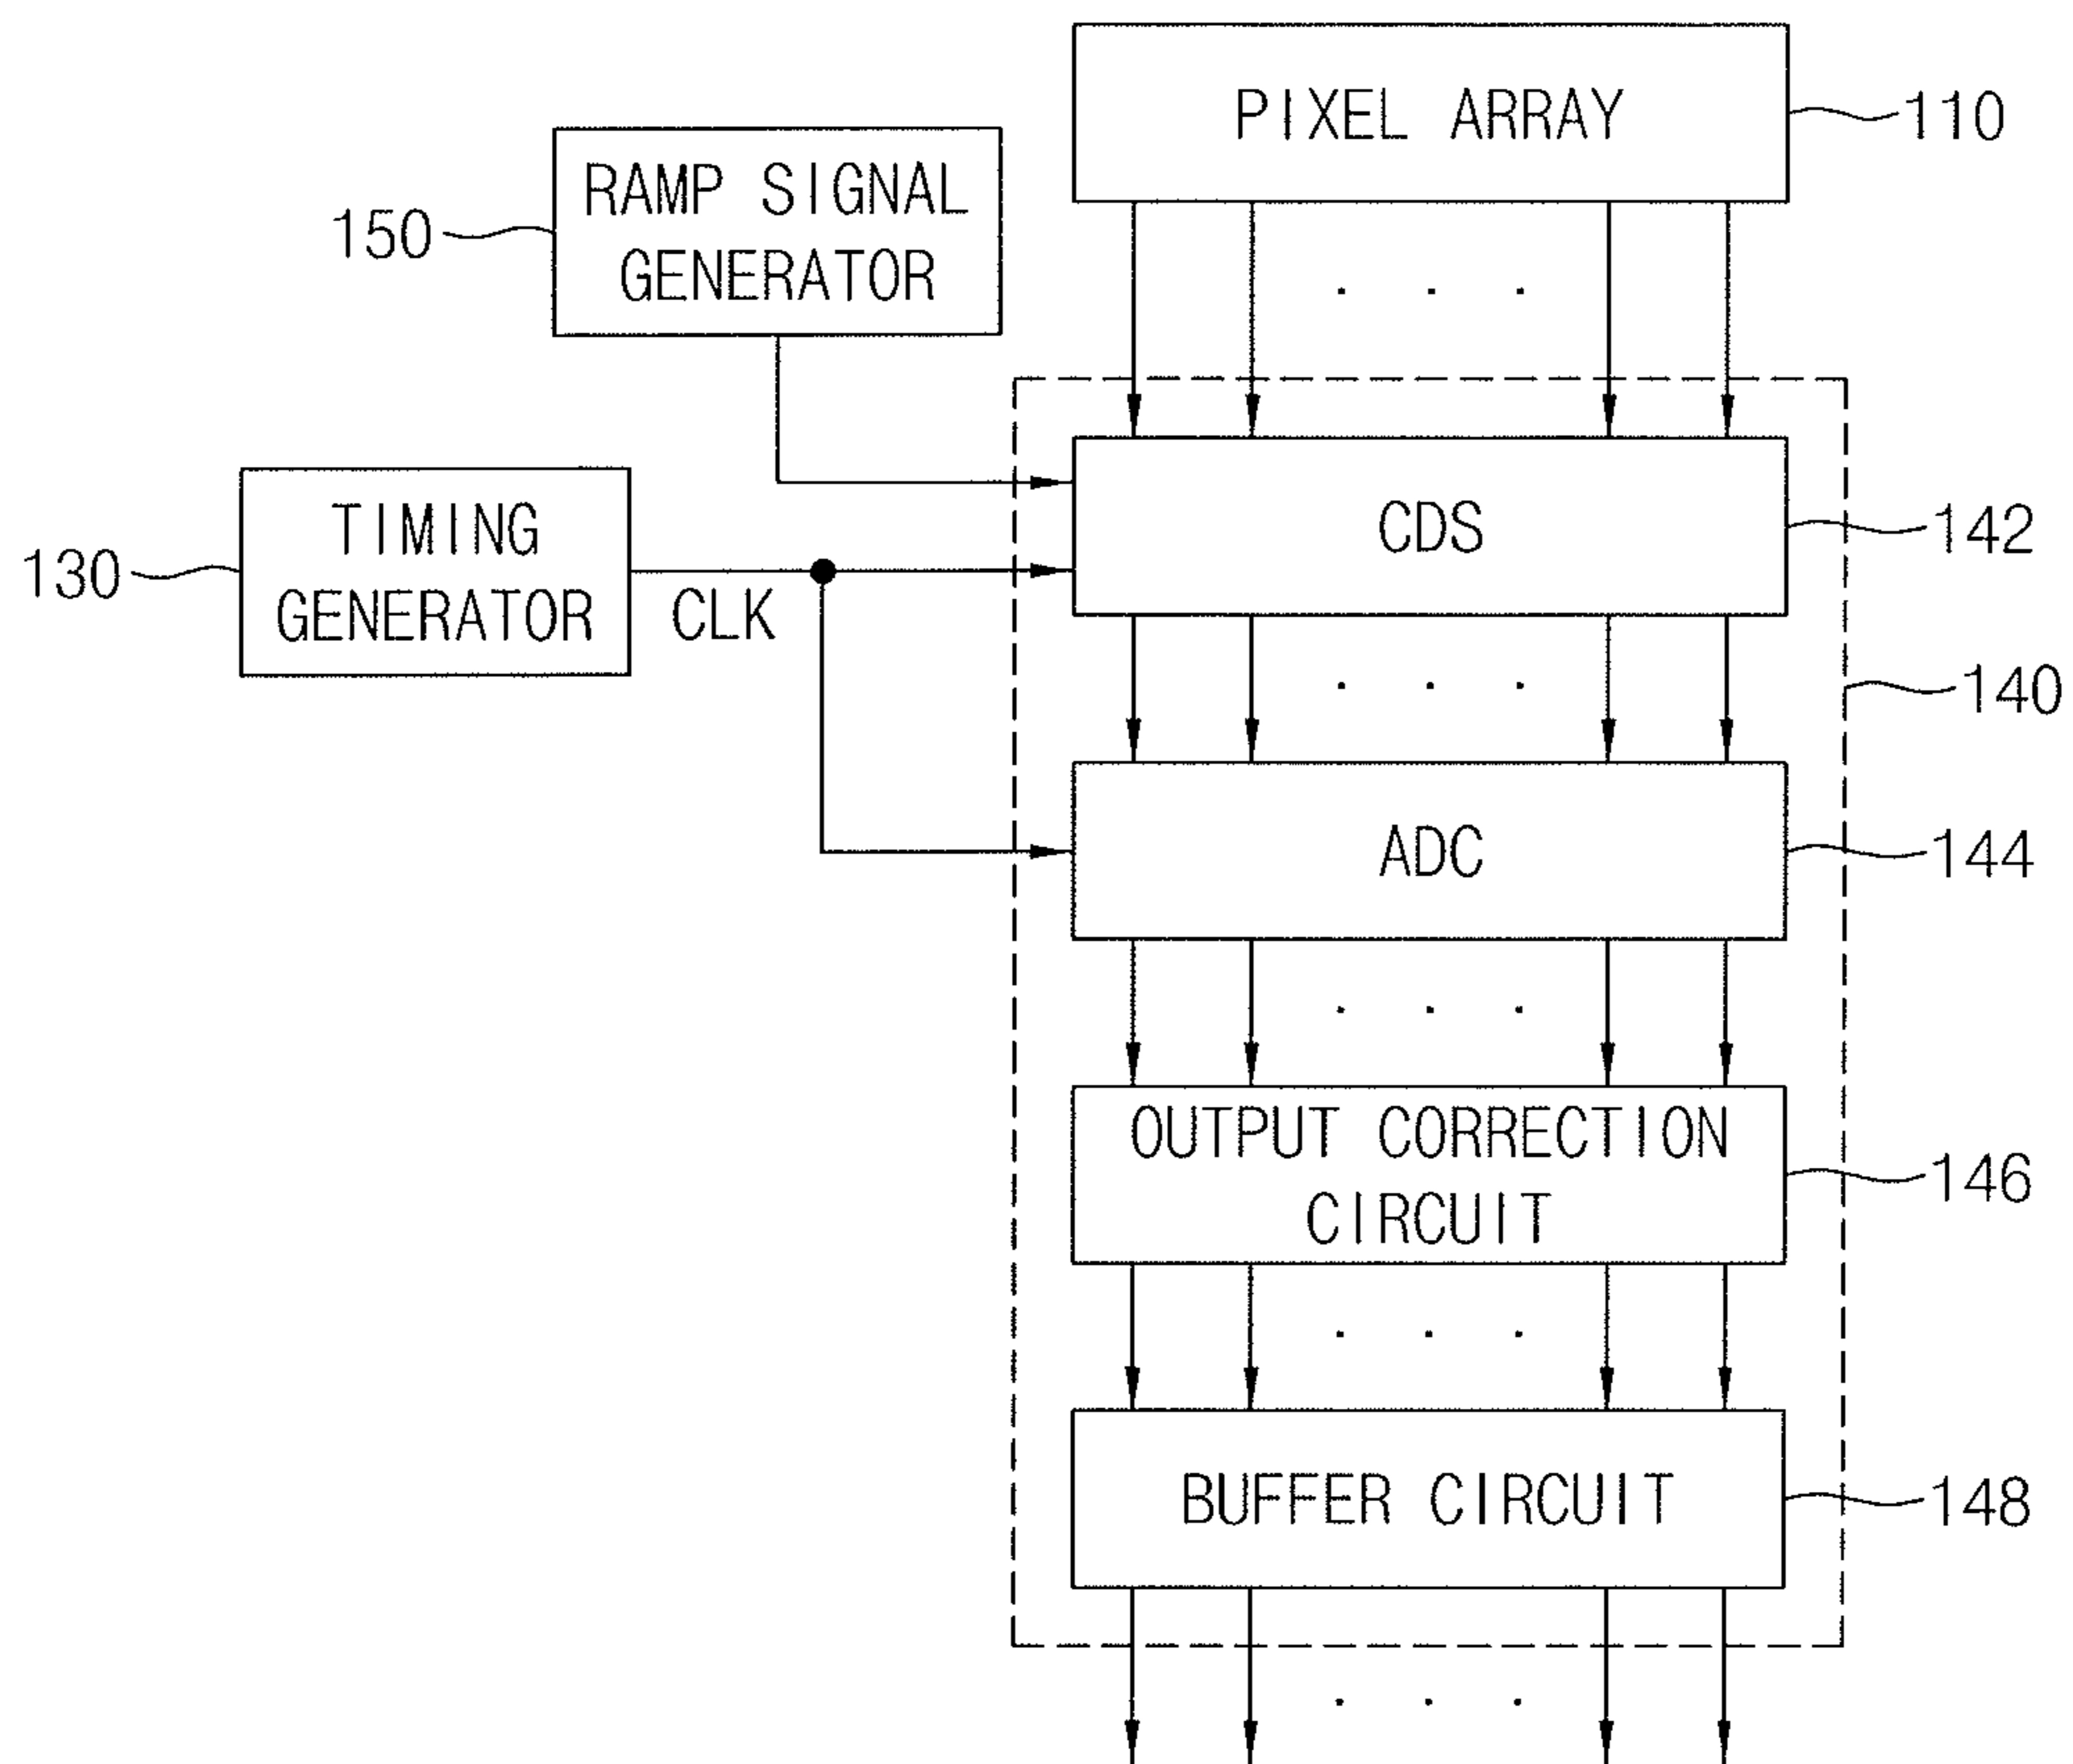 PIXEL ARRAY
110
RAMP SIGNAL
GENERATOR
150
TIMING
GENERATOR
130
CLK
CDS
142
140
ADC
144
OUTPUT CORRECTION
CIRCUIT
146
BUFFER CIRCUIT
148